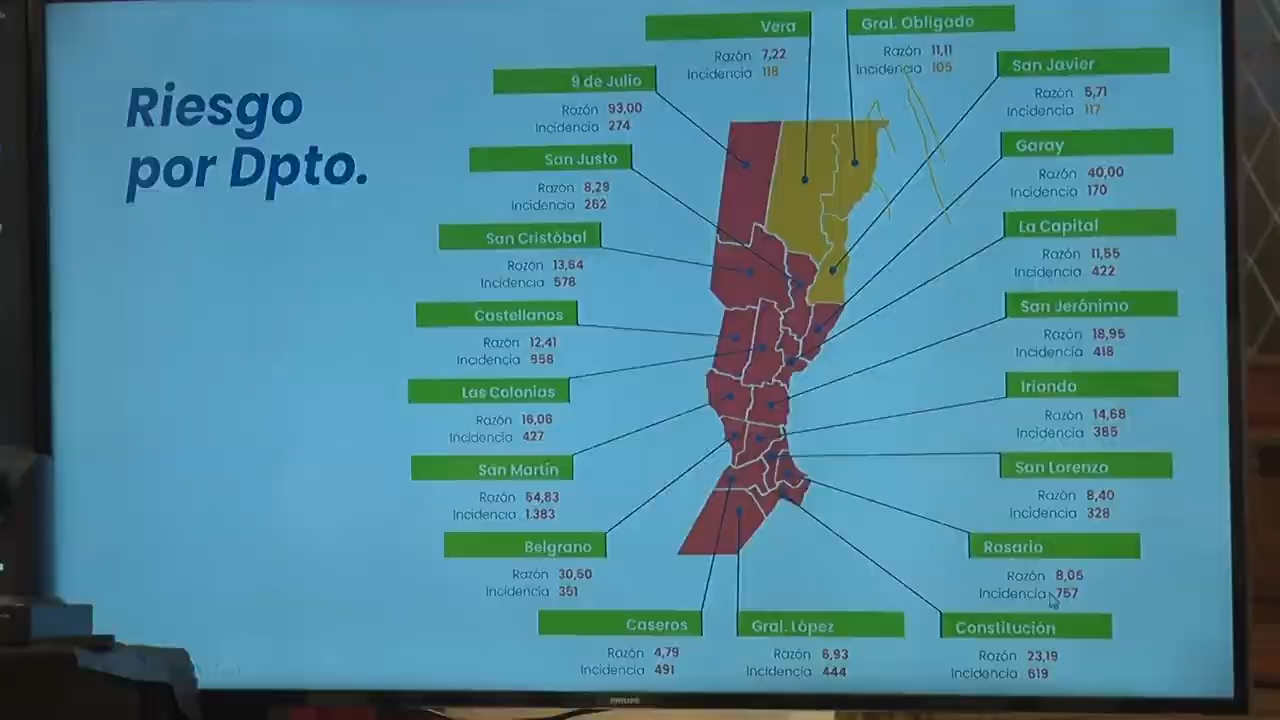 Riesgo
por Dpto.
Vera
Razón 7,22
Incidencia 118
Gral. Obligado
Razón 11,11
Incidencia 105
9 de Julio
Razón 93,00
Incidencia 274
San Javier
Razón 5,71
Incidencia 117
San Justo
Razón 8,29
Incidencia 262
Garay
Razón 40,00
Incidencia 170
San Cristóbal
Razón 13,64
Incidencia 578
La Capital
Razón 11,55
Incidencia 422
Castellanos
Razón 12,41
Incidencia 958
San Jerónimo
Razón 18,95
Incidencia 418
Las Colonias
Razón 16,06
Incidencia 427
Iriondo
Razón 14,68
Incidencia 385
San Martín
Razón 54,83
Incidencia 1.383
San Lorenzo
Razón 8,40
Incidencia 328
Belgrano
Razón 30,50
Incidencia 351
Rosario
Razón 8,05
Incidencia 757
Caseros
Razón 4,79
Incidencia 491
Gral. López
Razón 6,93
Incidencia 444
Constitución
Razón 23,19
Incidencia 619
PHILIPS